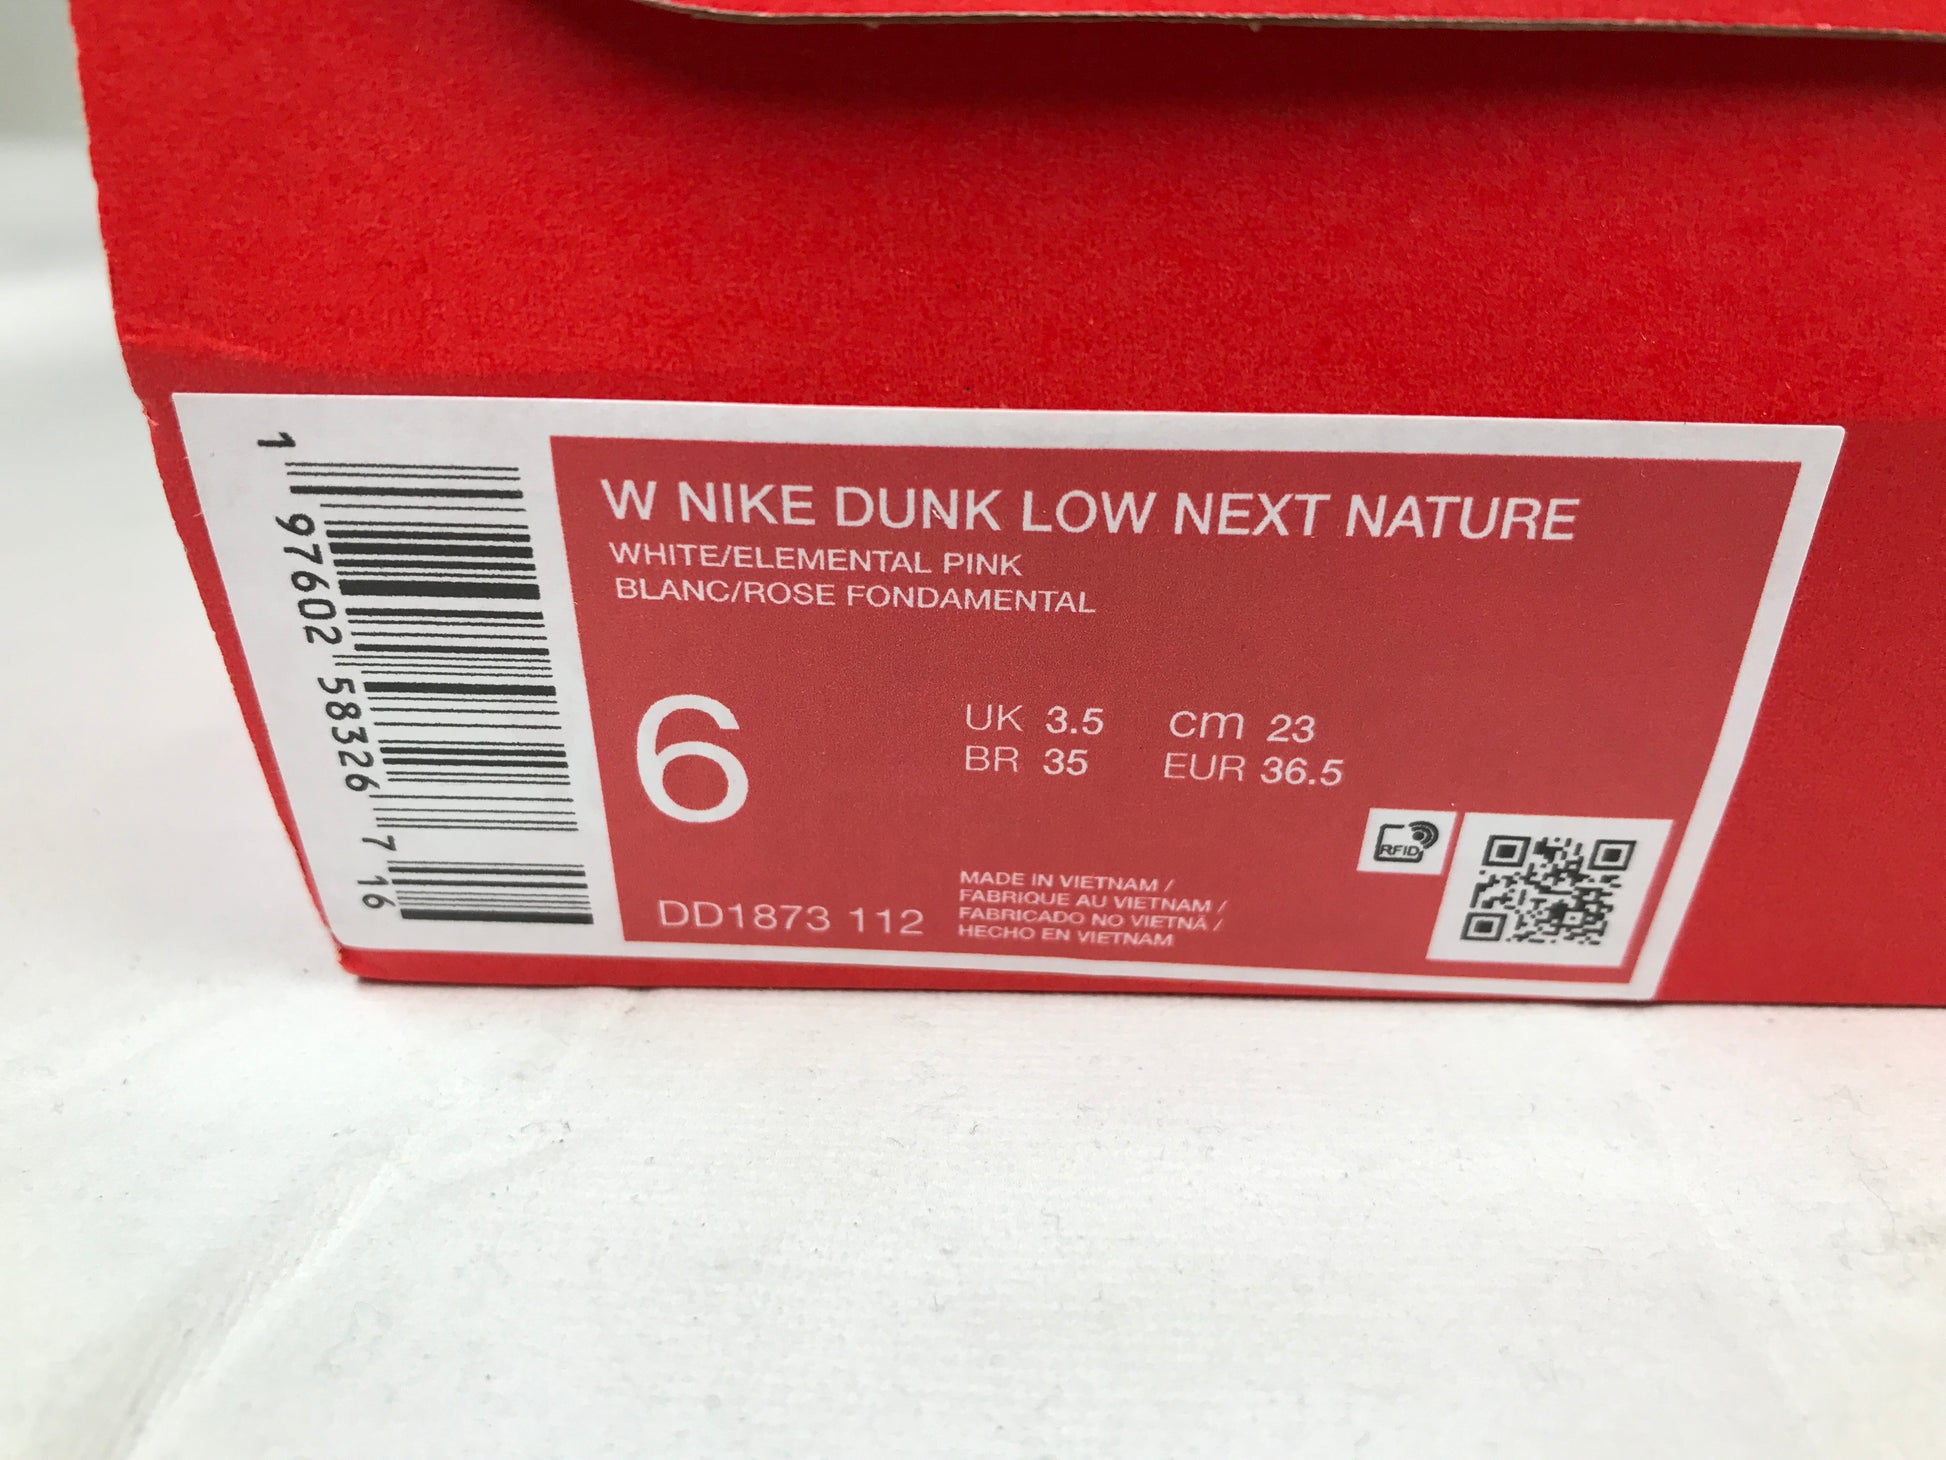 W NIKE DUNK LOW NEXT NATURE
WHITE/ELEMENTAL PINK
BLANC/ROSE FONDAMENTAL
6
UK 3.5 cm 23
BR 35 EUR 36.5
DD1873 112
MADE IN VIETNAM /
FABRIQUE AU VIETNAM /
FABRICADO NO VIETNÃ /
HECHO EN VIETNAM
RFID
1 97602 58326 7 16